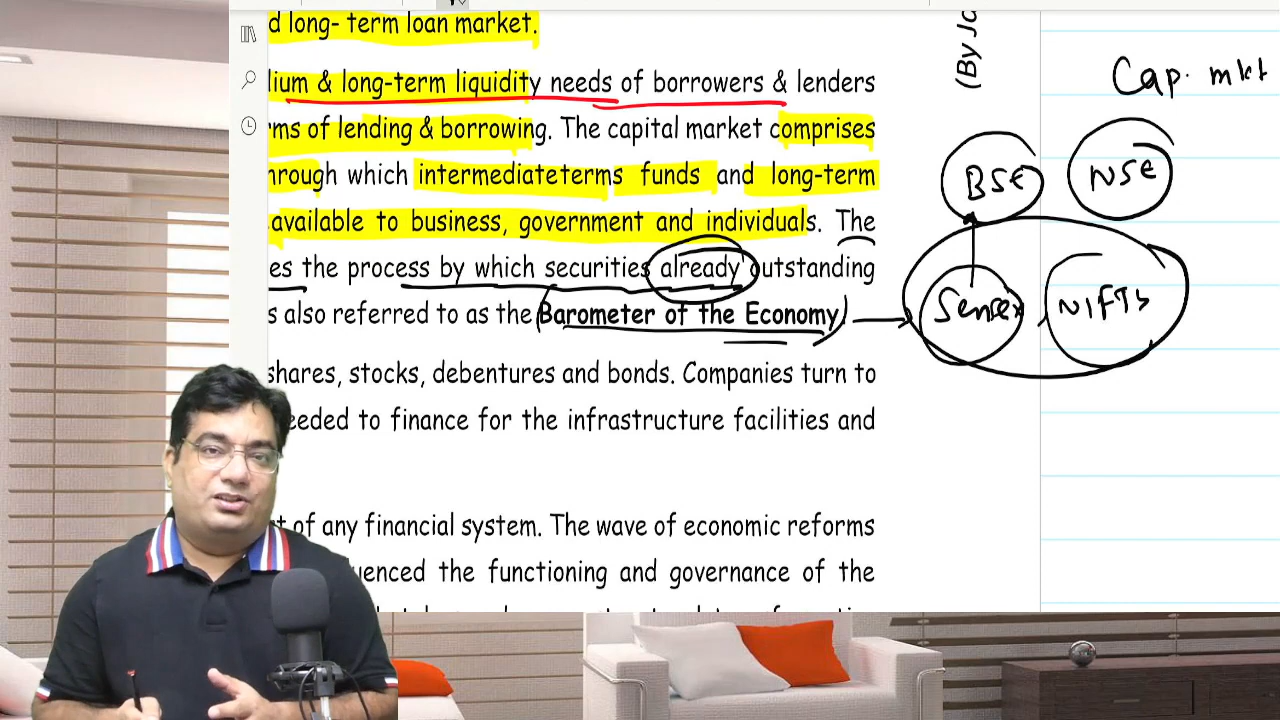 d long- term loan market.
lium & long-term liquidity needs of borrowers & lenders
rms of lending & borrowing. The capital market comprises
hrough which intermediateterms funds and long-term
available to business, government and individuals. The
es the process by which securities already outstanding
s also referred to as the (Barometer of the Economy)
shares, stocks, debentures and bonds. Companies turn to
eeded to finance for the infrastructure facilities and
t of any financial system. The wave of economic reforms
uenced the functioning and governance of the
(By Ja
Cap. mkt
BSE
NSE
Sensex, NIFTY